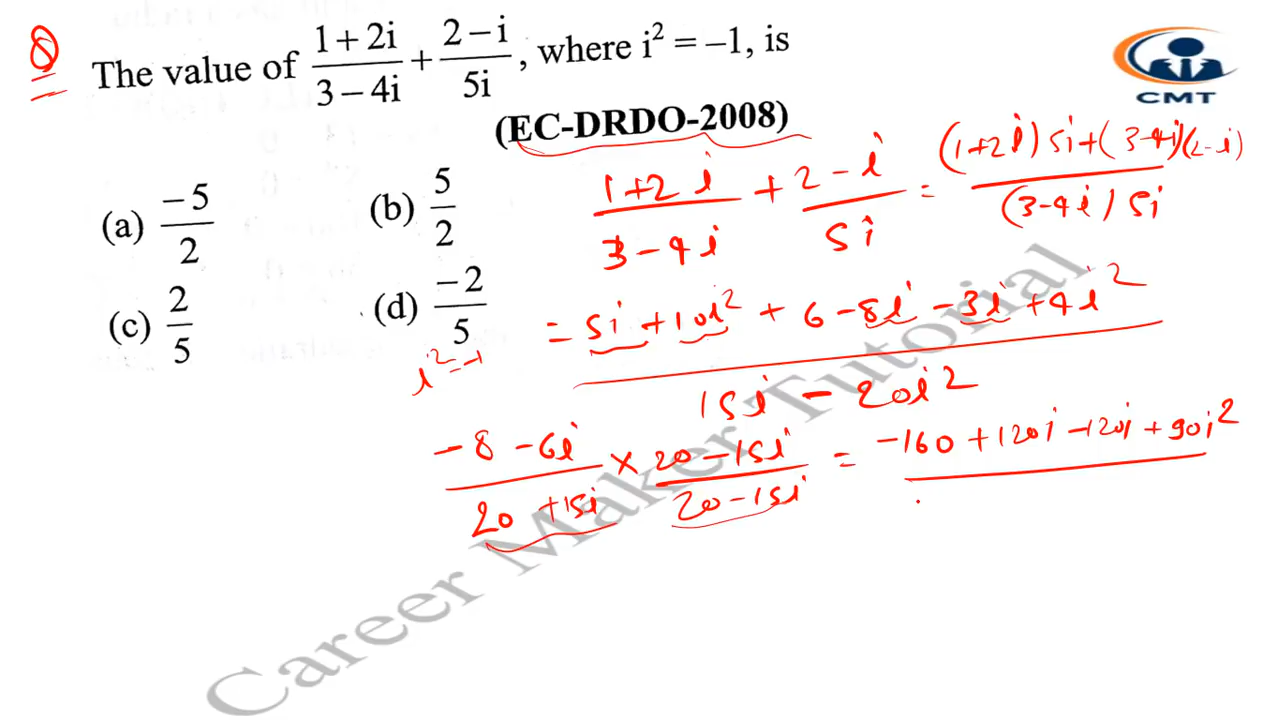 Q
The value of (1 + 2i)/(3 − 4i) + (2 − i)/5i, where i² = –1, is
CMT
(EC-DRDO-2008)
(a) −5/2
(b) 5/2
(c) 2/5
(d) −2/5
i² = -1
(1+2i)/(3-4i) + (2-i)/5i = ((1+2i) 5i + (3-4i)(2-i))/((3-4i) 5i)
= (5i + 10i² + 6 - 8i - 3i + 4i²)/(15i - 20i²)
(-8 - 6i)/(20 + 15i) × (20 - 15i)/(20 - 15i) = -160 + 120i - 120i + 90i²
Career Maker Tutorial